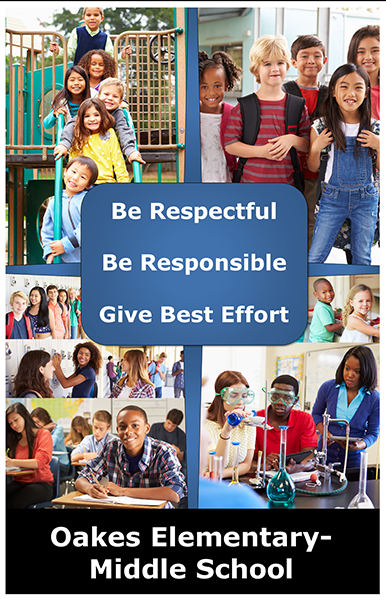 Be Respectful
Be Responsible
Give Best Effort
Oakes Elementary-
Middle School